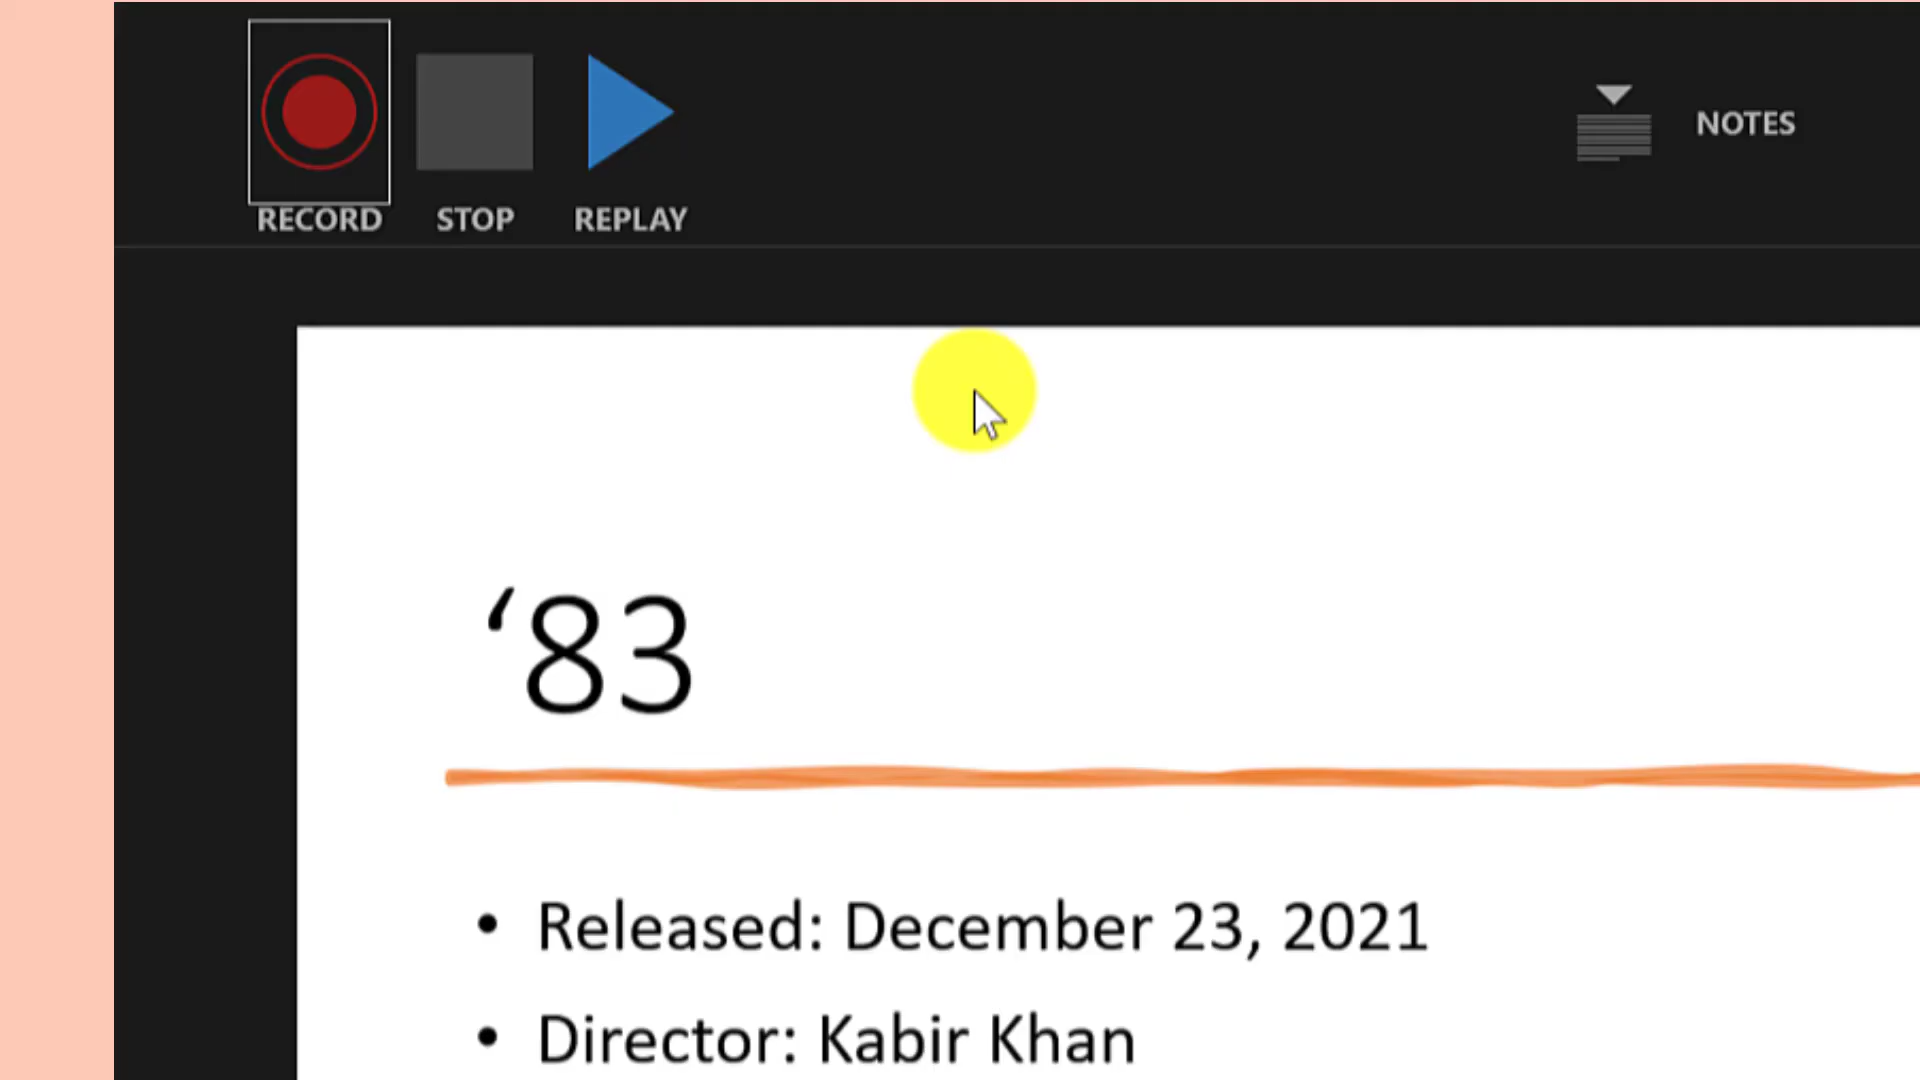 RECORD STOP REPLAY NOTES
‘83
• Released: December 23, 2021
• Director: Kabir Khan